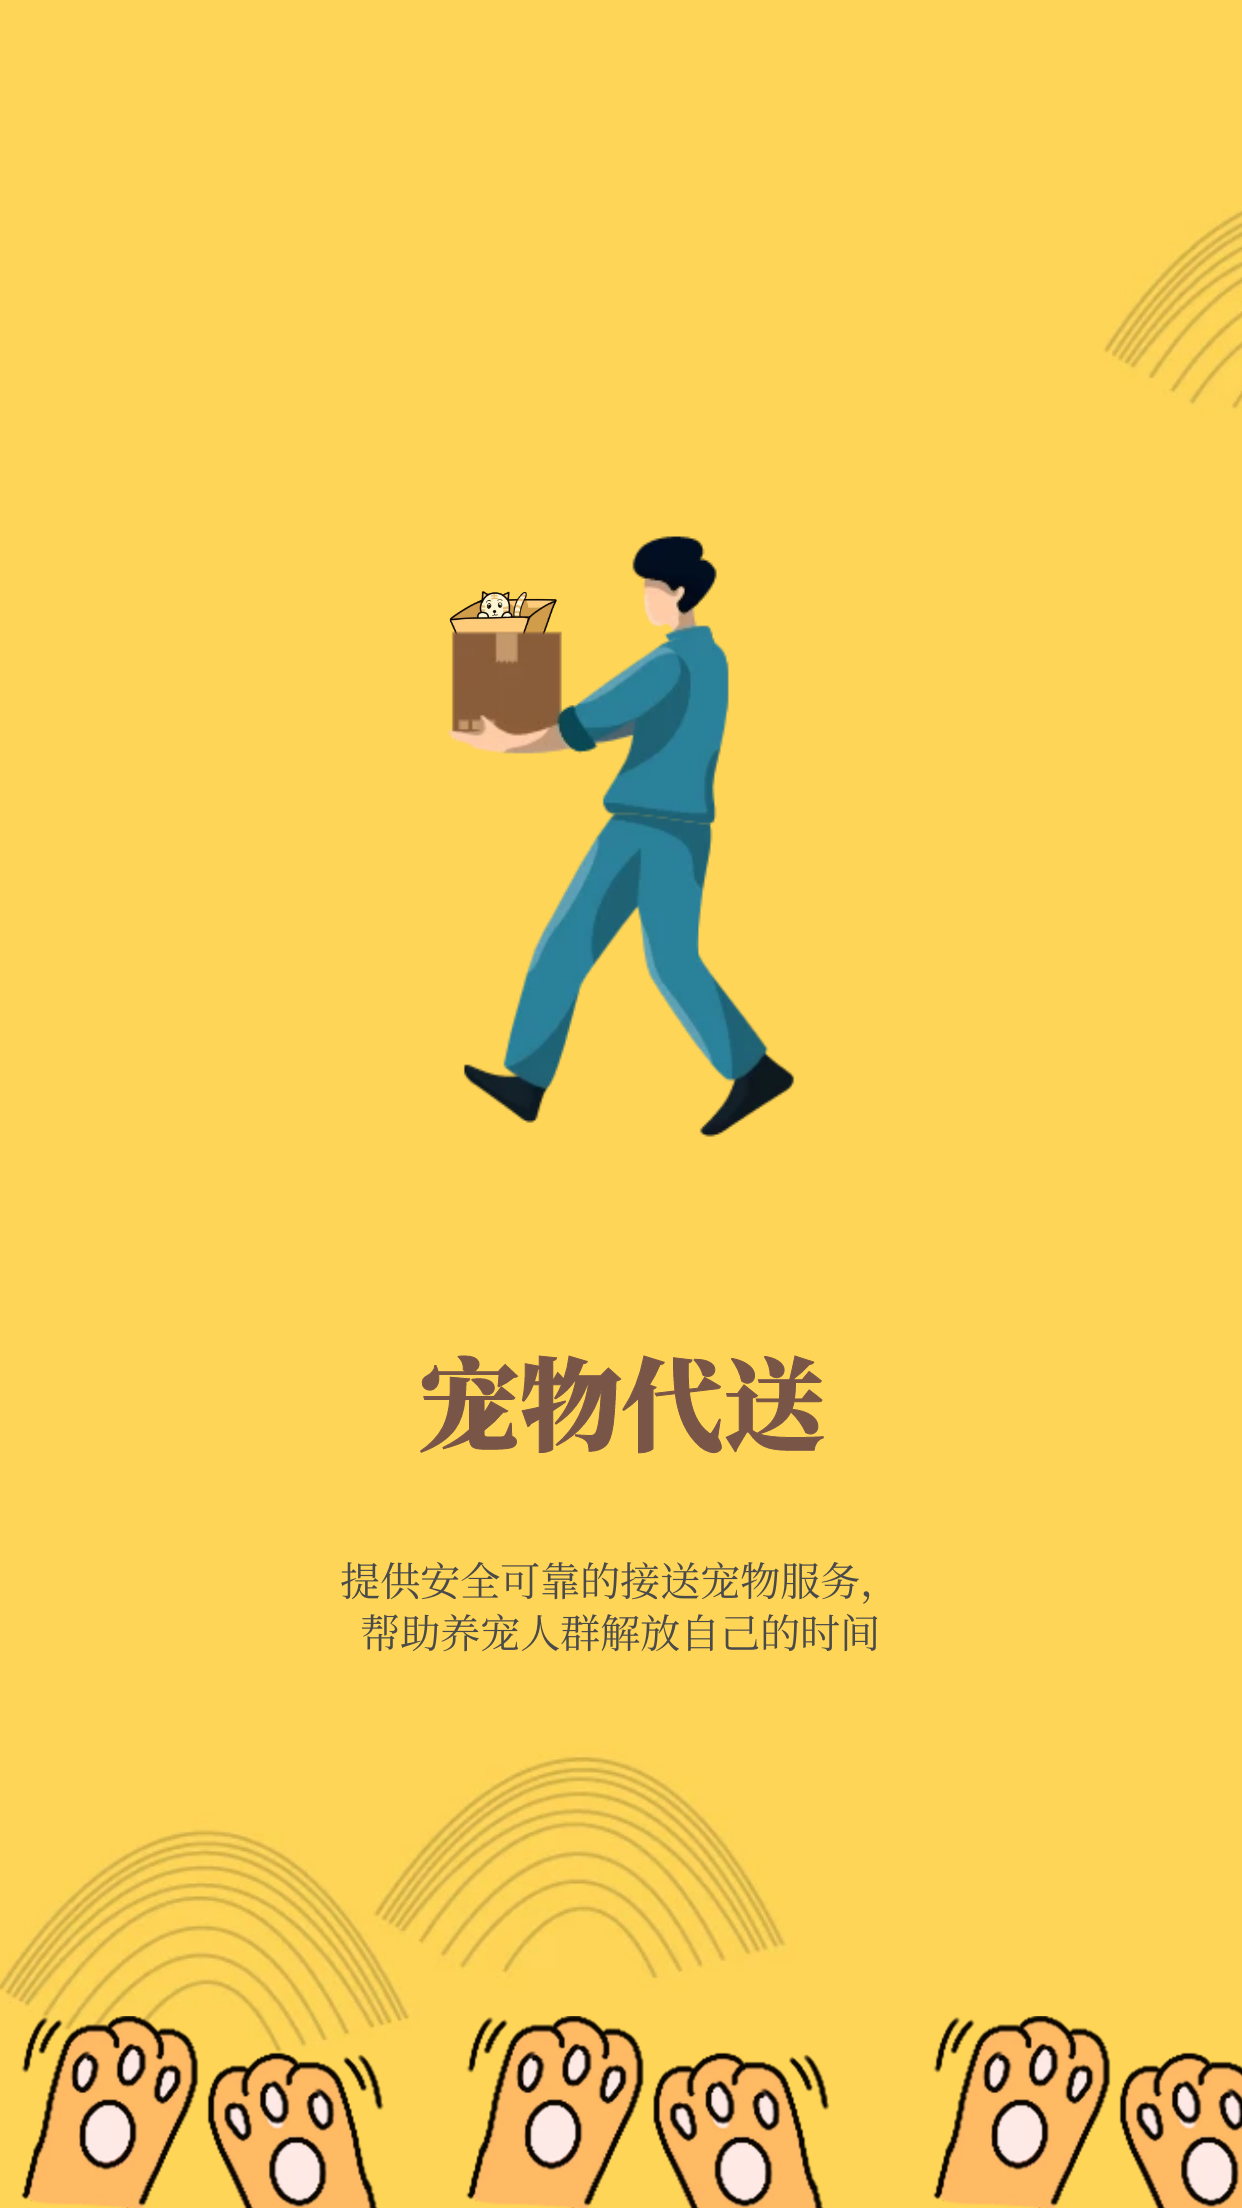 宠物代送
提供安全可靠的接送宠物服务，
帮助养宠人群解放自己的时间